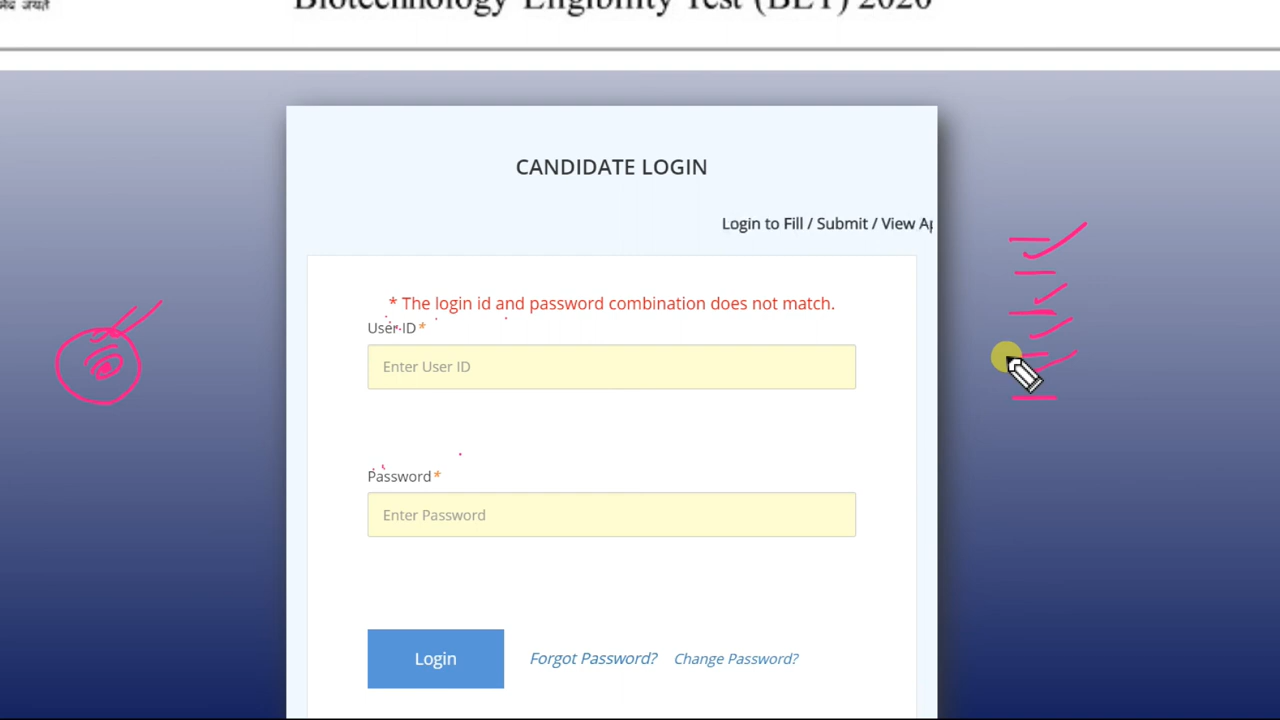 Biotechnology Eligibility Test (BET) 2020
CANDIDATE LOGIN
Login to Fill / Submit / View
* The login id and password combination does not match.
User ID*
Enter User ID
Password*
Enter Password
Login Forgot Password? Change Password?